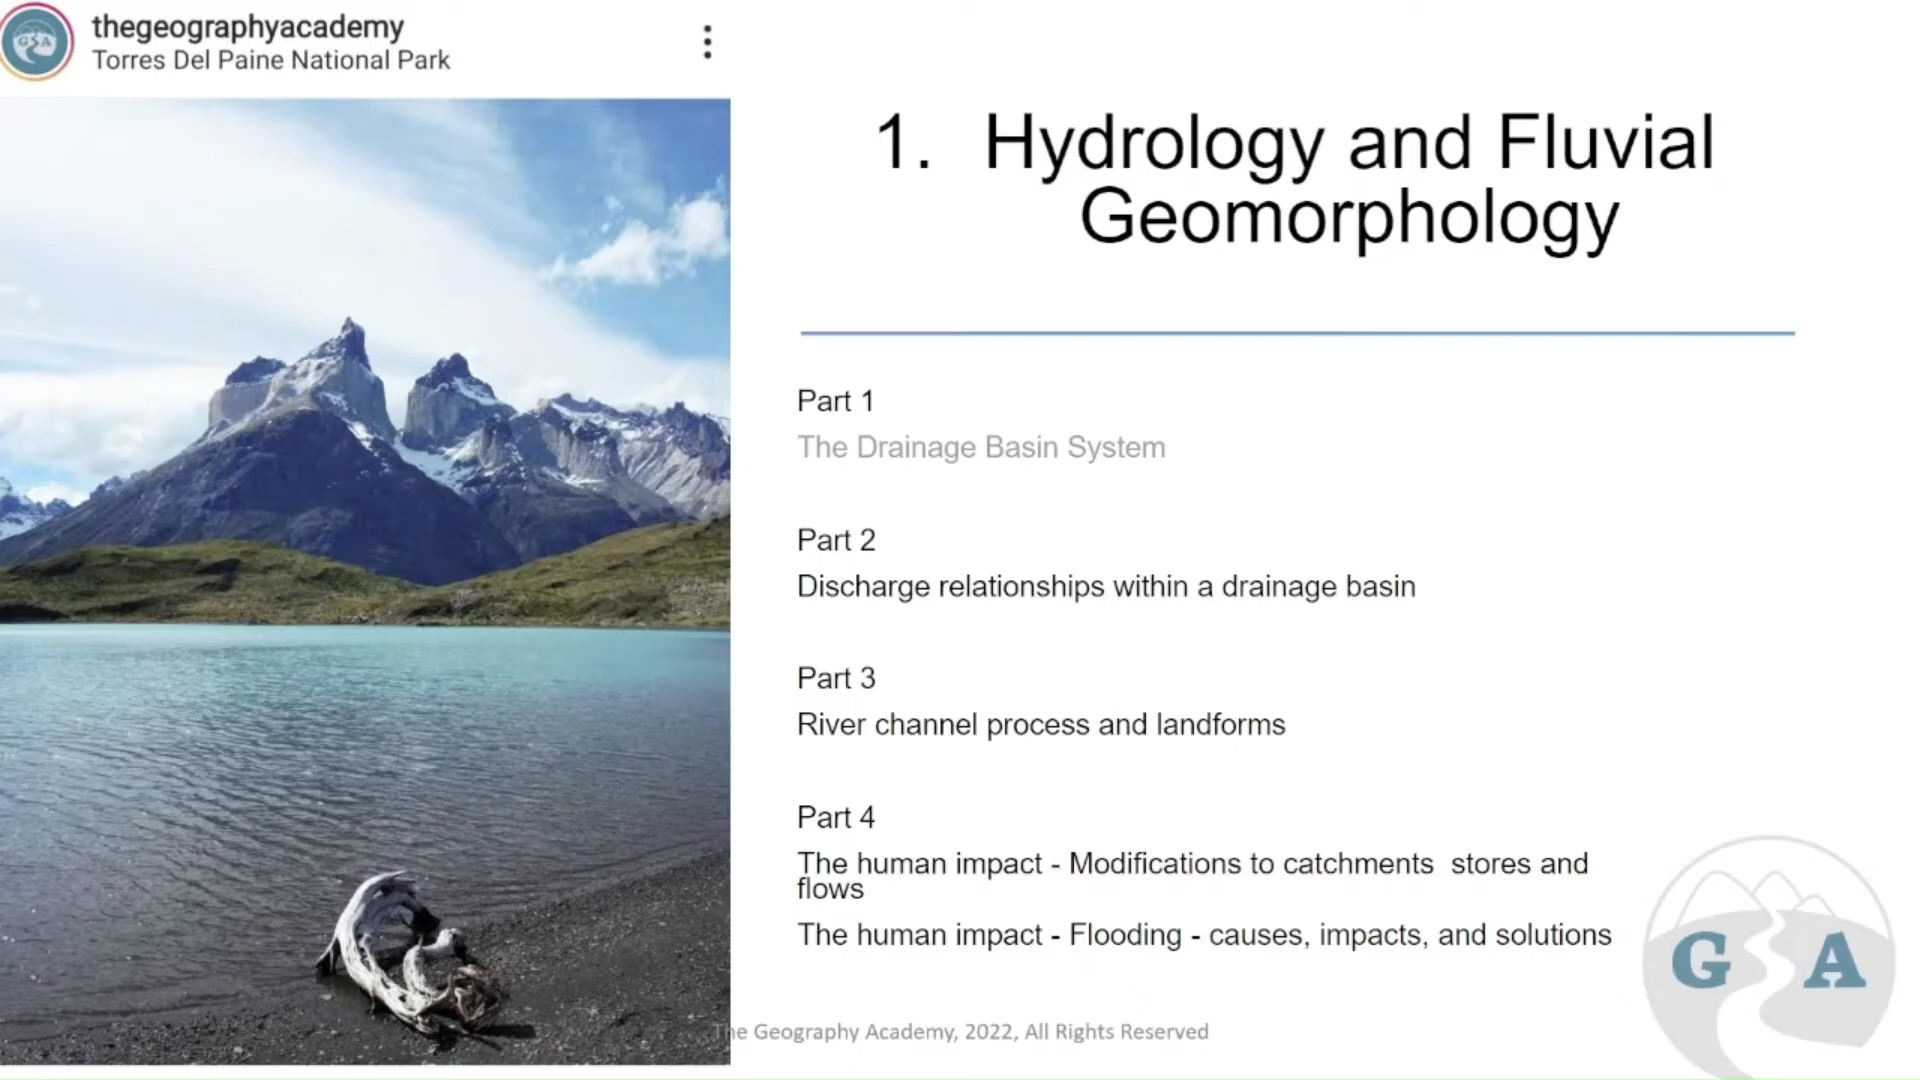 thegeographyacademy
Torres Del Paine National Park
1. Hydrology and Fluvial
Geomorphology
Part 1
The Drainage Basin System
Part 2
Discharge relationships within a drainage basin
Part 3
River channel process and landforms
Part 4
The human impact - Modifications to catchments  stores and
flows
The human impact - Flooding - causes, impacts, and solutions
G A
The Geography Academy, 2022, All Rights Reserved